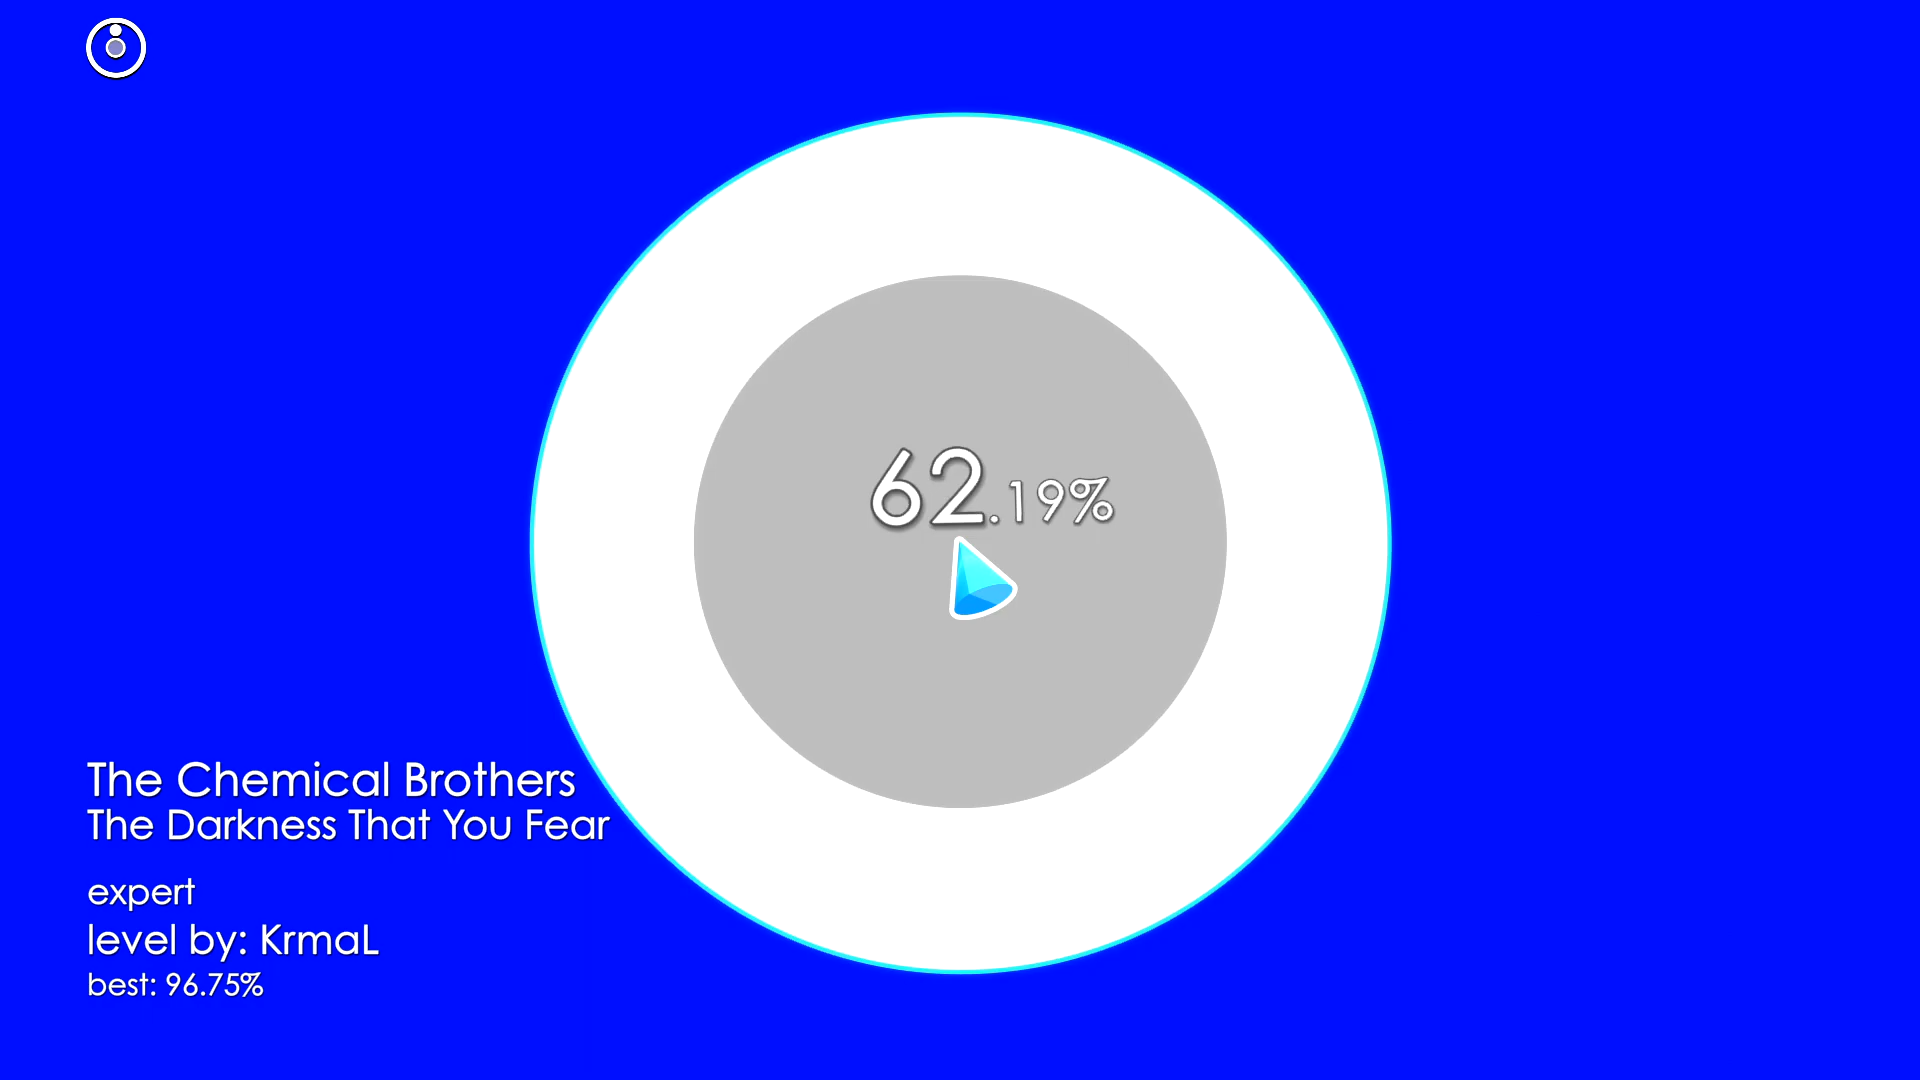 62.19%
The Chemical Brothers
The Darkness That You Fear
expert
level by: KrmaL
best: 96.75%